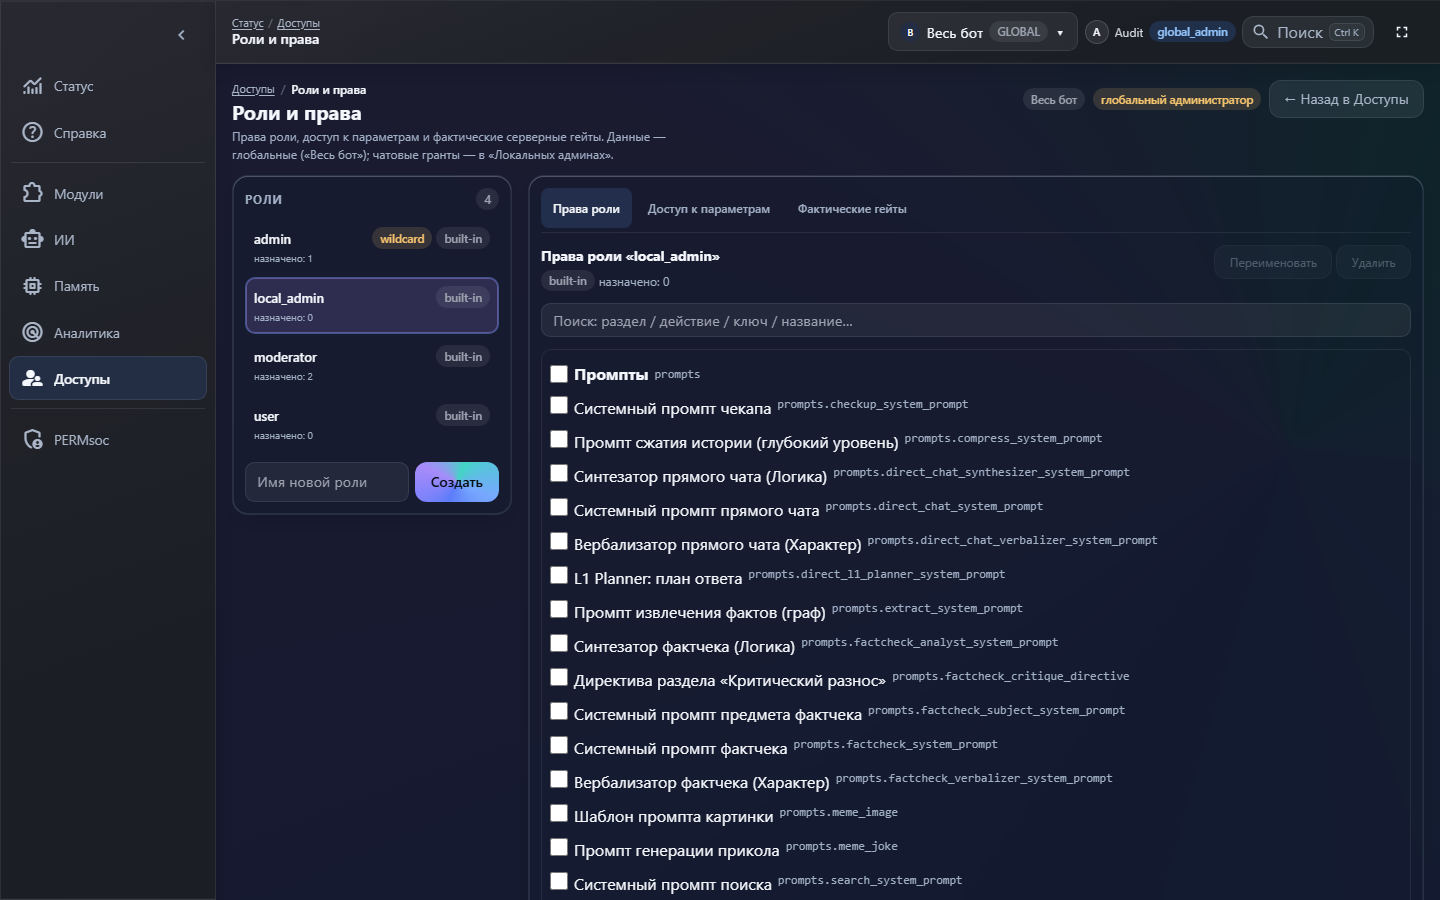 Статус / Доступы
Роли и права
B Весь бот GLOBAL ▾
A Audit global_admin
Поиск Ctrl K
Статус
Справка
Модули
ИИ
Память
Аналитика
Доступы
PERMsoc
Доступы / Роли и права
Роли и права
Права роли, доступ к параметрам и фактические серверные гейты. Данные —
глобальные («Весь бот»); чатовые гранты — в «Локальных админах».
Весь бот глобальный администратор ← Назад в Доступы
РОЛИ 4
admin wildcard built-in
назначено: 1
local_admin built-in
назначено: 0
moderator built-in
назначено: 2
user built-in
назначено: 0
Имя новой роли Создать
Права роли Доступ к параметрам Фактические гейты
Права роли «local_admin»
built-in назначено: 0
Переименовать Удалить
Поиск: раздел / действие / ключ / название...
Промпты prompts
Системный промпт чекапа prompts.checkup_system_prompt
Промпт сжатия истории (глубокий уровень) prompts.compress_system_prompt
Синтезатор прямого чата (Логика) prompts.direct_chat_synthesizer_system_prompt
Системный промпт прямого чата prompts.direct_chat_system_prompt
Вербализатор прямого чата (Характер) prompts.direct_chat_verbalizer_system_prompt
L1 Planner: план ответа prompts.direct_l1_planner_system_prompt
Промпт извлечения фактов (граф) prompts.extract_system_prompt
Синтезатор фактчека (Логика) prompts.factcheck_analyst_system_prompt
Директива раздела «Критический разнос» prompts.factcheck_critique_directive
Системный промпт предмета фактчека prompts.factcheck_subject_system_prompt
Системный промпт фактчека prompts.factcheck_system_prompt
Вербализатор фактчека (Характер) prompts.factcheck_verbalizer_system_prompt
Шаблон промпта картинки prompts.meme_image
Промпт генерации прикола prompts.meme_joke
Системный промпт поиска prompts.search_system_prompt